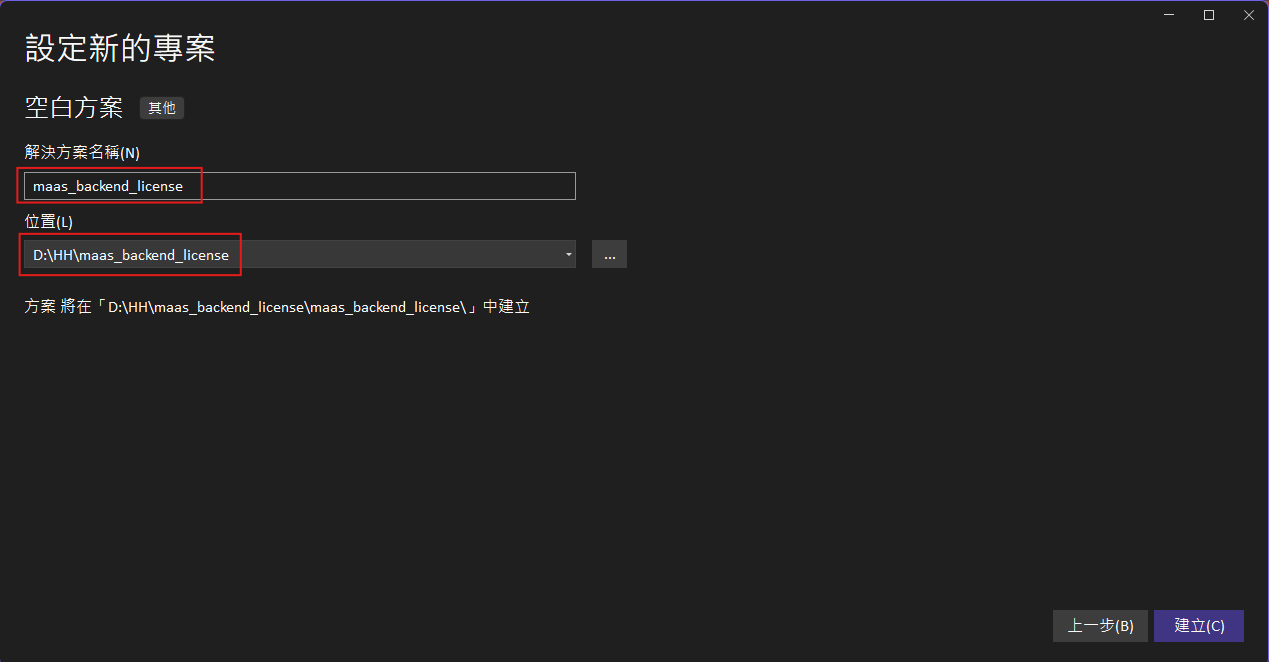 設定新的專案
空白方案 其他
解決方案名稱(N)
maas_backend_license
位置(L)
D:\HH\maas_backend_license
...
方案 將在「D:\HH\maas_backend_license\maas_backend_license\」中建立
上一步(B) 建立(C)